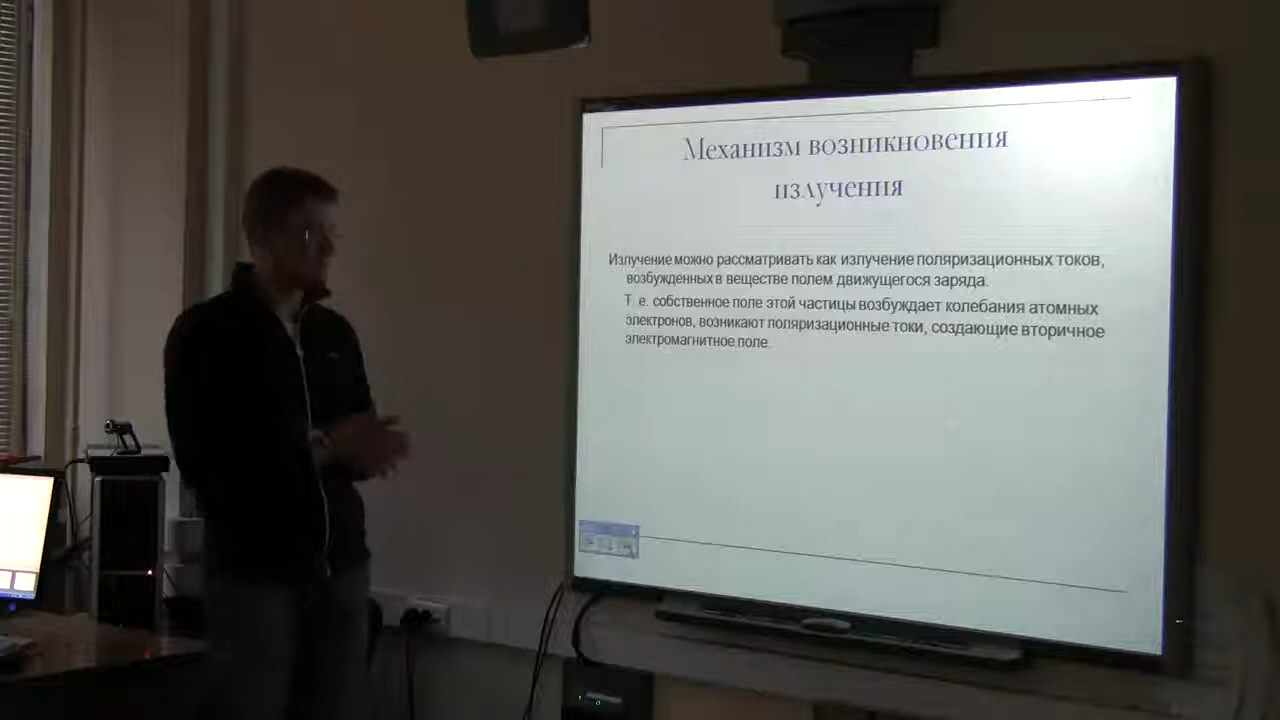 Механизм возникновения
излучения
Излучение можно рассматривать как излучение поляризационных токов,
возбужденных в веществе полем движущегося заряда.
Т. е. собственное поле этой частицы возбуждает колебания атомных
электронов, возникают поляризационные токи, создающие вторичное
электромагнитное поле.